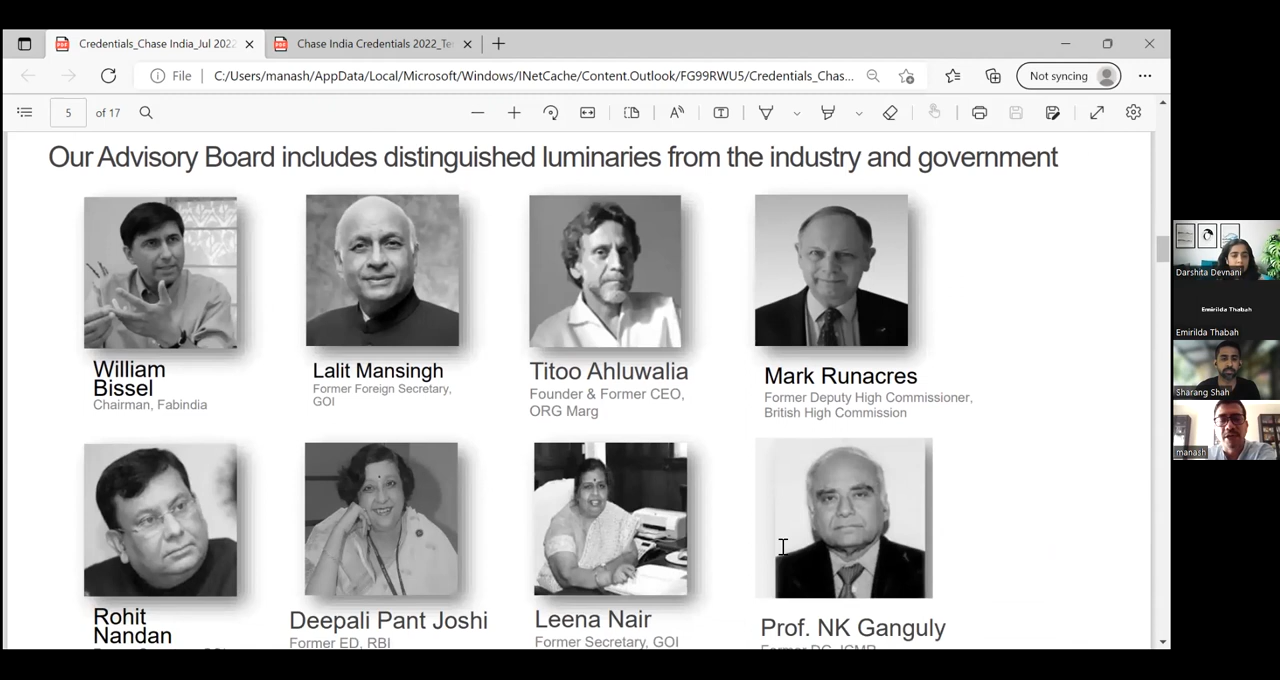 Credentials_Chase India_Jul 2022
Chase India Credentials 2022_Te
File
C:/Users/manash/AppData/Local/Microsoft/Windows/INetCache/Content.Outlook/FG99RWU5/Credentials_Chas...
Not syncing
5 of 17
Our Advisory Board includes distinguished luminaries from the industry and government
William
Bissel
Chairman, Fabindia
Lalit Mansingh
Former Foreign Secretary,
GOI
Titoo Ahluwalia
Founder & Former CEO,
ORG Marg
Mark Runacres
Former Deputy High Commissioner,
British High Commission
Rohit
Nandan
Deepali Pant Joshi
Former ED, RBI
Leena Nair
Former Secretary, GOI
Prof. NK Ganguly
Former DG, ICMR
Darshita Devnani
Emirilda Thabah
Emirilda Thabah
Sharang Shah
manash